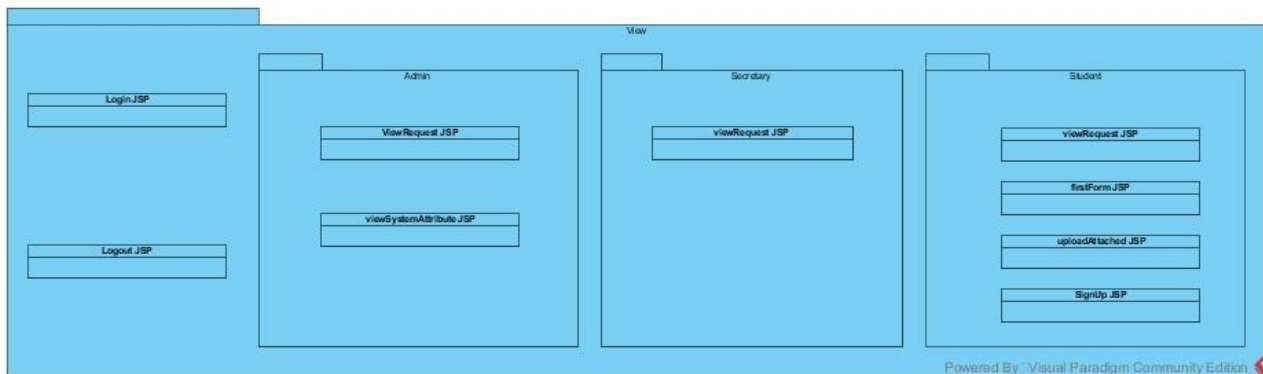 View
Login JSP
Logout JSP
Admin
ViewRequest JSP
viewSystemAttribute JSP
Secretary
viewRequest JSP
Student
viewRequest JSP
firstForm JSP
uploadAttached JSP
SignUp JSP
Powered By Visual Paradigm Community Edition